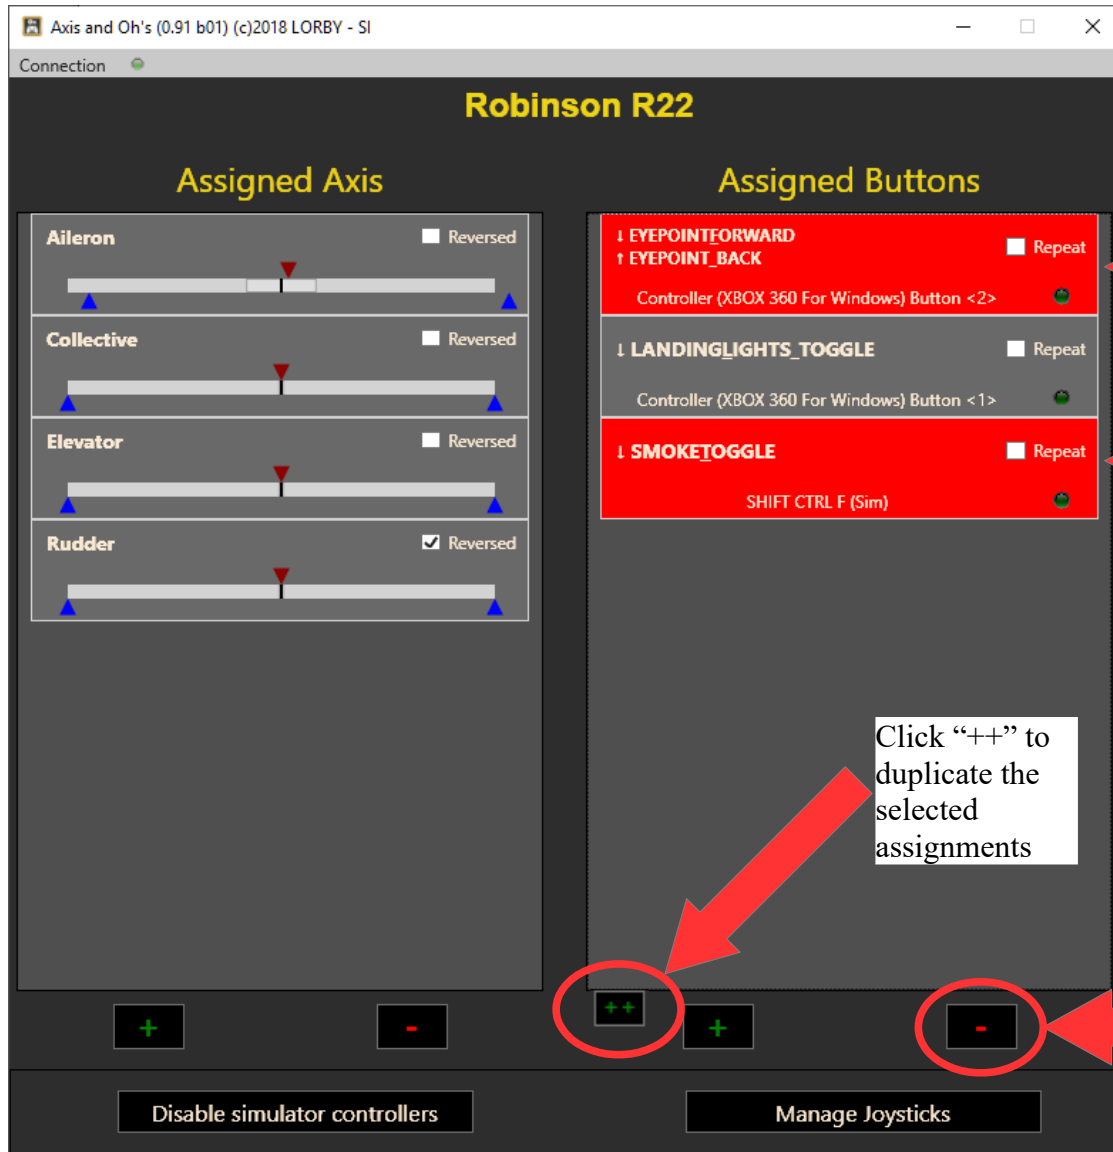 Axis and Oh's (0.91 b01) (c)2018 LORBY - SI
Connection
Robinson R22
Assigned Axis
Assigned Buttons
Aileron
Reversed
Collective
Reversed
Elevator
Reversed
Rudder
Reversed
↓ EYEPOINTFORWARD
↑ EYEPOINT_BACK
Repeat
Controller (XBOX 360 For Windows) Button <2>
↓ LANDINGLIGHTS_TOGGLE
Repeat
Controller (XBOX 360 For Windows) Button <1>
↓ SMOKETOGGLE
Repeat
SHIFT CTRL F (Sim)
Click “++” to
duplicate the
selected
assignments
+
-
++
+
-
Disable simulator controllers
Manage Joysticks